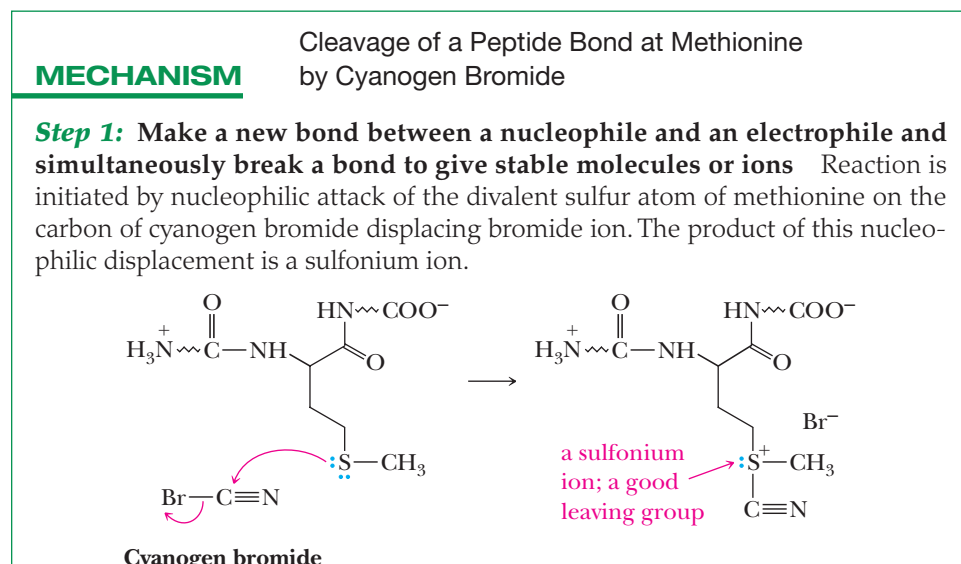 MECHANISM
Cleavage of a Peptide Bond at Methionine
by Cyanogen Bromide
Step 1: Make a new bond between a nucleophile and an electrophile and
simultaneously break a bond to give stable molecules or ions Reaction is
initiated by nucleophilic attack of the divalent sulfur atom of methionine on the
carbon of cyanogen bromide displacing bromide ion. The product of this nucleo-
philic displacement is a sulfonium ion.
O HN COO⁻ O HN COO⁻
H₃N⁺ C—NH O H₃N⁺ C—NH O
Br⁻
S—CH₃
a sulfonium
ion; a good
leaving group
S⁺—CH₃
Br—C≡N
C≡N
Cyanogen bromide